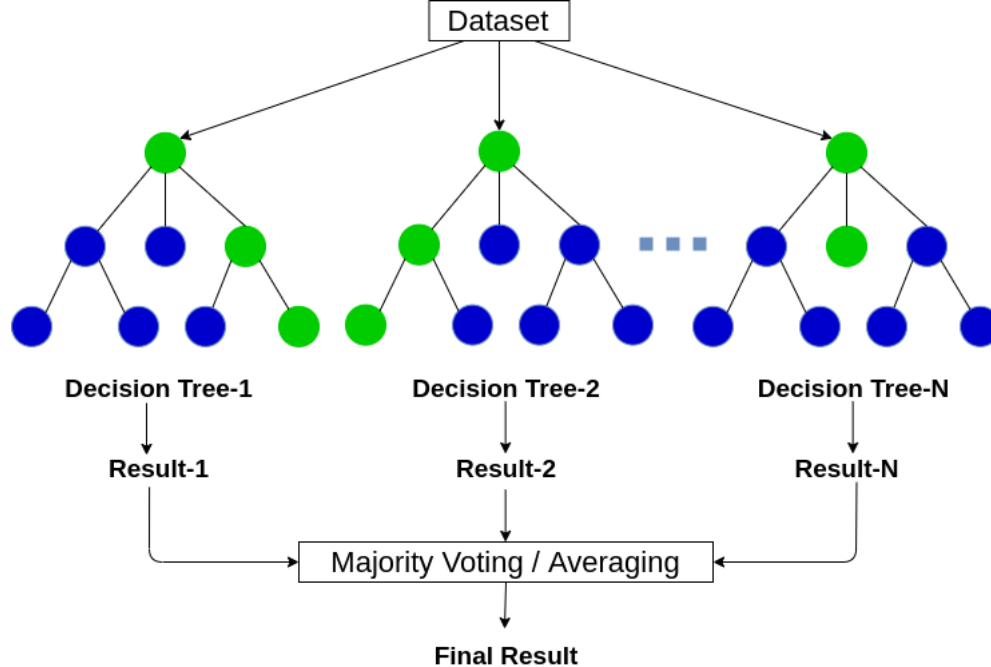 Dataset
Decision Tree-1
Decision Tree-2
Decision Tree-N
Result-1
Result-2
Result-N
Majority Voting / Averaging
Final Result